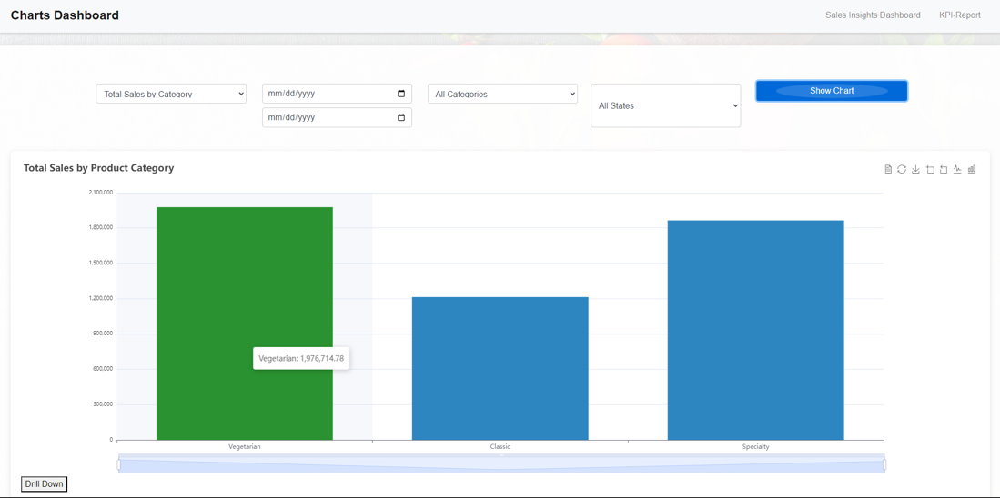 Charts Dashboard
Sales Insights Dashboard KPI-Report
Total Sales by Category mm/dd/yyyy All Categories All States Show Chart
mm/dd/yyyy
Total Sales by Product Category
2,100,000
1,800,000
1,500,000
1,200,000
900,000
600,000
300,000
0
Vegetarian: 1,976,714.78
Vegetarian Classic Specialty
Drill Down